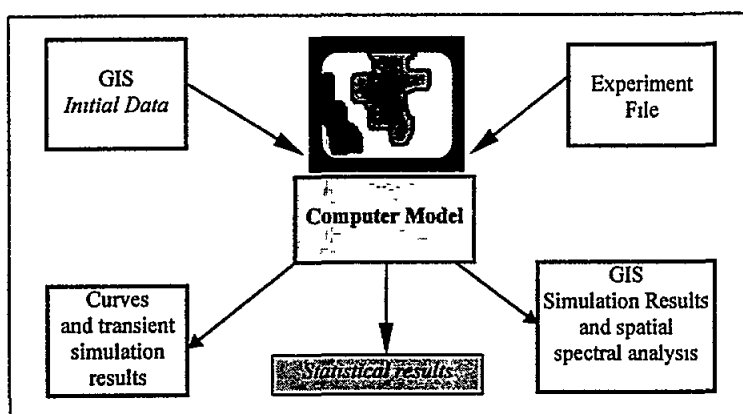 GIS
Initial Data
Experiment
File
Computer Model
Curves
and transient
simulation
results
Statistical results
GIS
Simulation Results
and spatial
spectral analysis